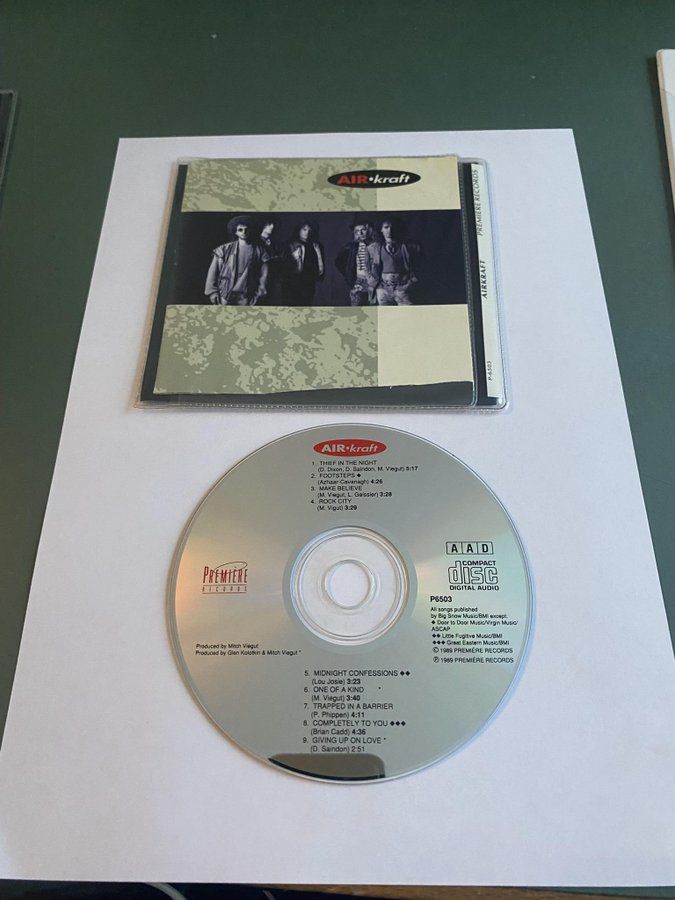 AIR•kraft
PREMIÈRE RECORDS
AIRKRAFT
P-6503
AIR•kraft
1. THIEF IN THE NIGHT
(D. Dixon, D. Saindon, M. Viegut) 5:17
2. FOOTSTEPS ◆
(Azhaar Cavanagh) 4:26
3. MAKE BELIEVE
(M. Viegut, L. Gaissler) 3:28
4. ROCK CITY
(M. Vigut) 3:29
PREMIÈRE
RECORDS
AAD
COMPACT
disc
DIGITAL AUDIO
P6503
All songs published
by Big Snow Music/BMI except:
◆ Door to Door Music/Virgin Music/
ASCAP
◆◆ Little Fugitive Music/BMI
◆◆◆ Great Eastern Music/BMI
© 1989 PREMIÈRE RECORDS
℗ 1989 PREMIÈRE RECORDS
Produced by Mitch Viegut
Produced by Glen Kolotkin & Mitch Viegut *
5. MIDNIGHT CONFESSIONS ◆◆
(Lou Josie) 3:23
6. ONE OF A KIND *
(M. Viegut) 3:40
7. TRAPPED IN A BARRIER
(P. Phippen) 4:11
8. COMPLETELY TO YOU ◆◆◆
(Brian Cadd) 4:36
9. GIVING UP ON LOVE *
(D. Saindon) 2:51